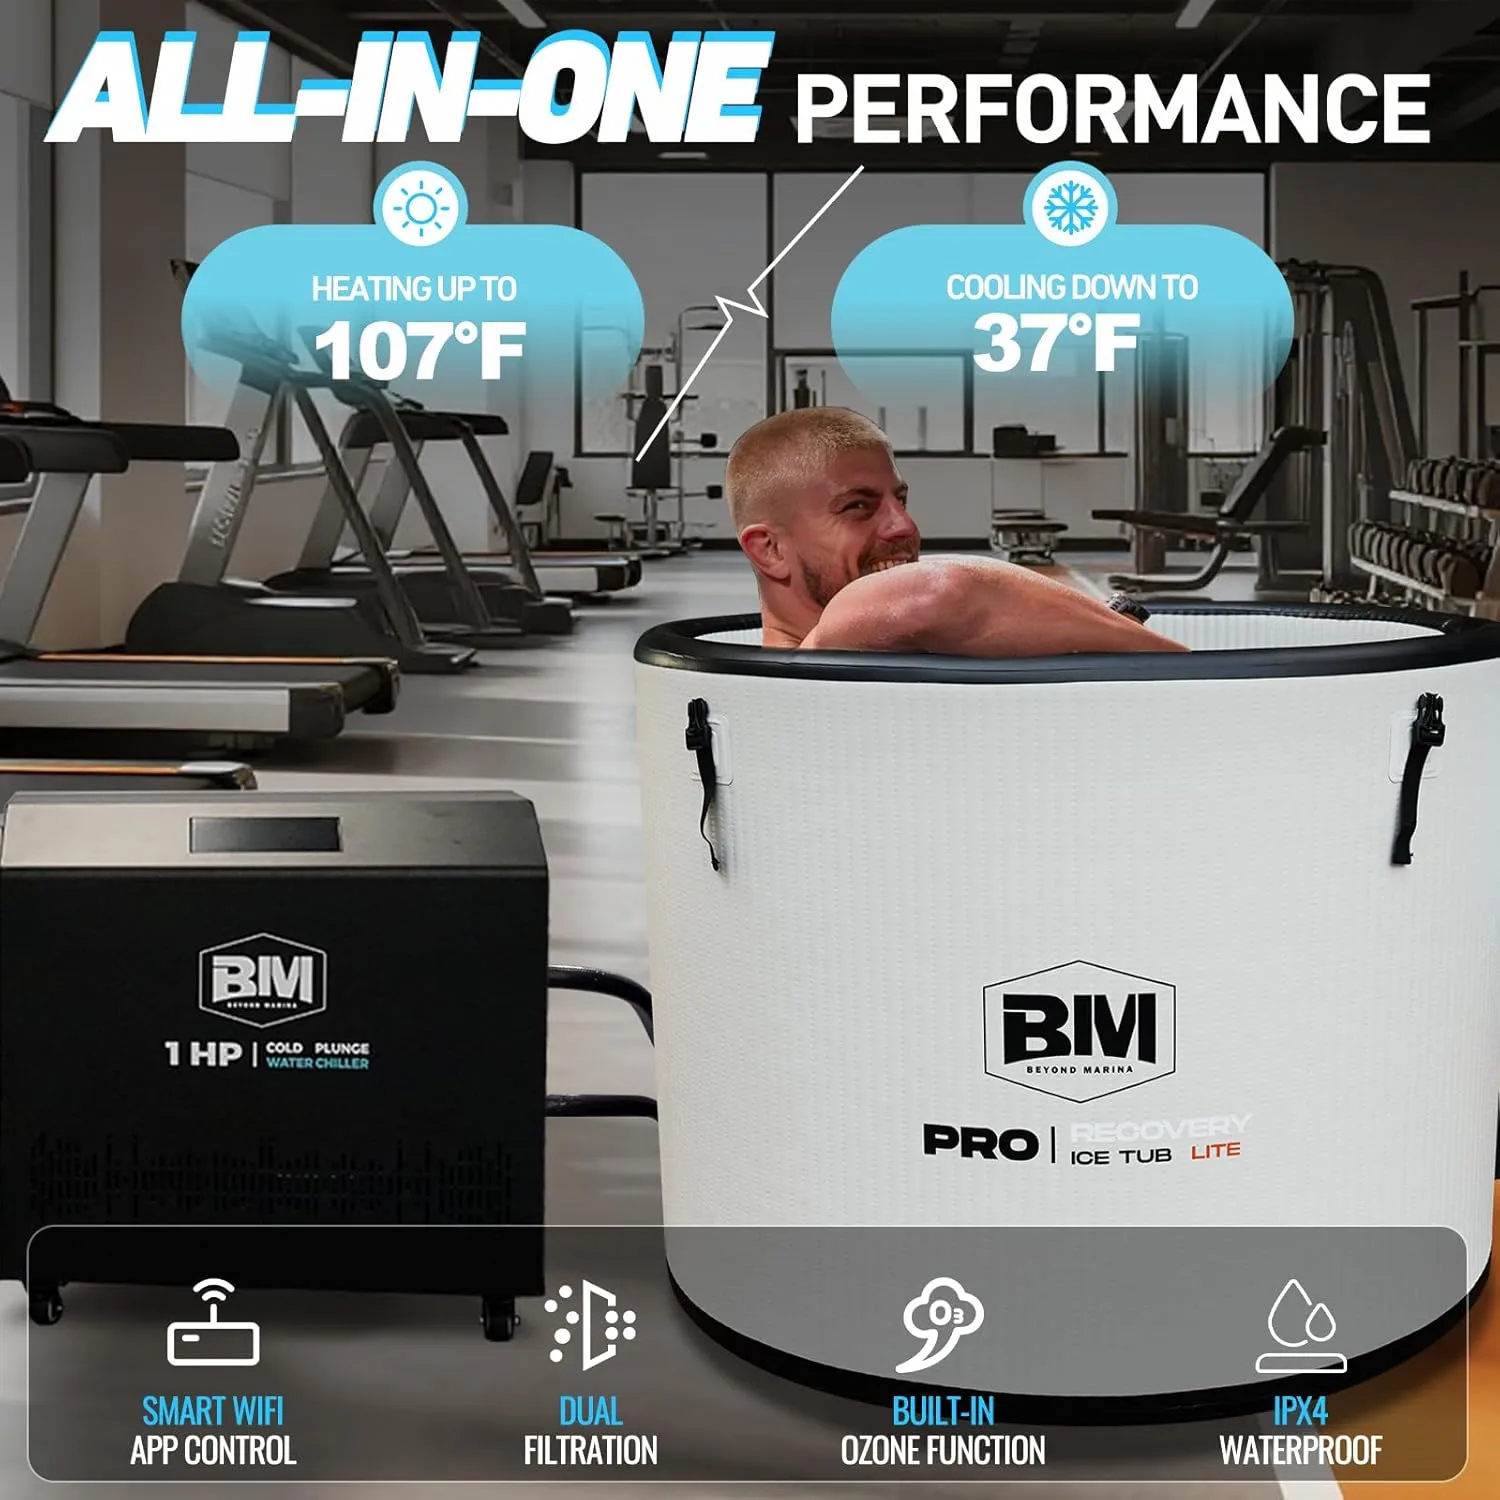 ALL-IN-ONE PERFORMANCE
HEATING UP TO
107°F
COOLING DOWN TO
37°F
BM
BEYOND MARINA
1 HP | COLD PLUNGE
WATER CHILLER
BM
BEYOND MARINA
PRO | RECOVERY
ICE TUB LITE
O3
SMART WIFI
APP CONTROL
DUAL
FILTRATION
BUILT-IN
OZONE FUNCTION
IPX4
WATERPROOF